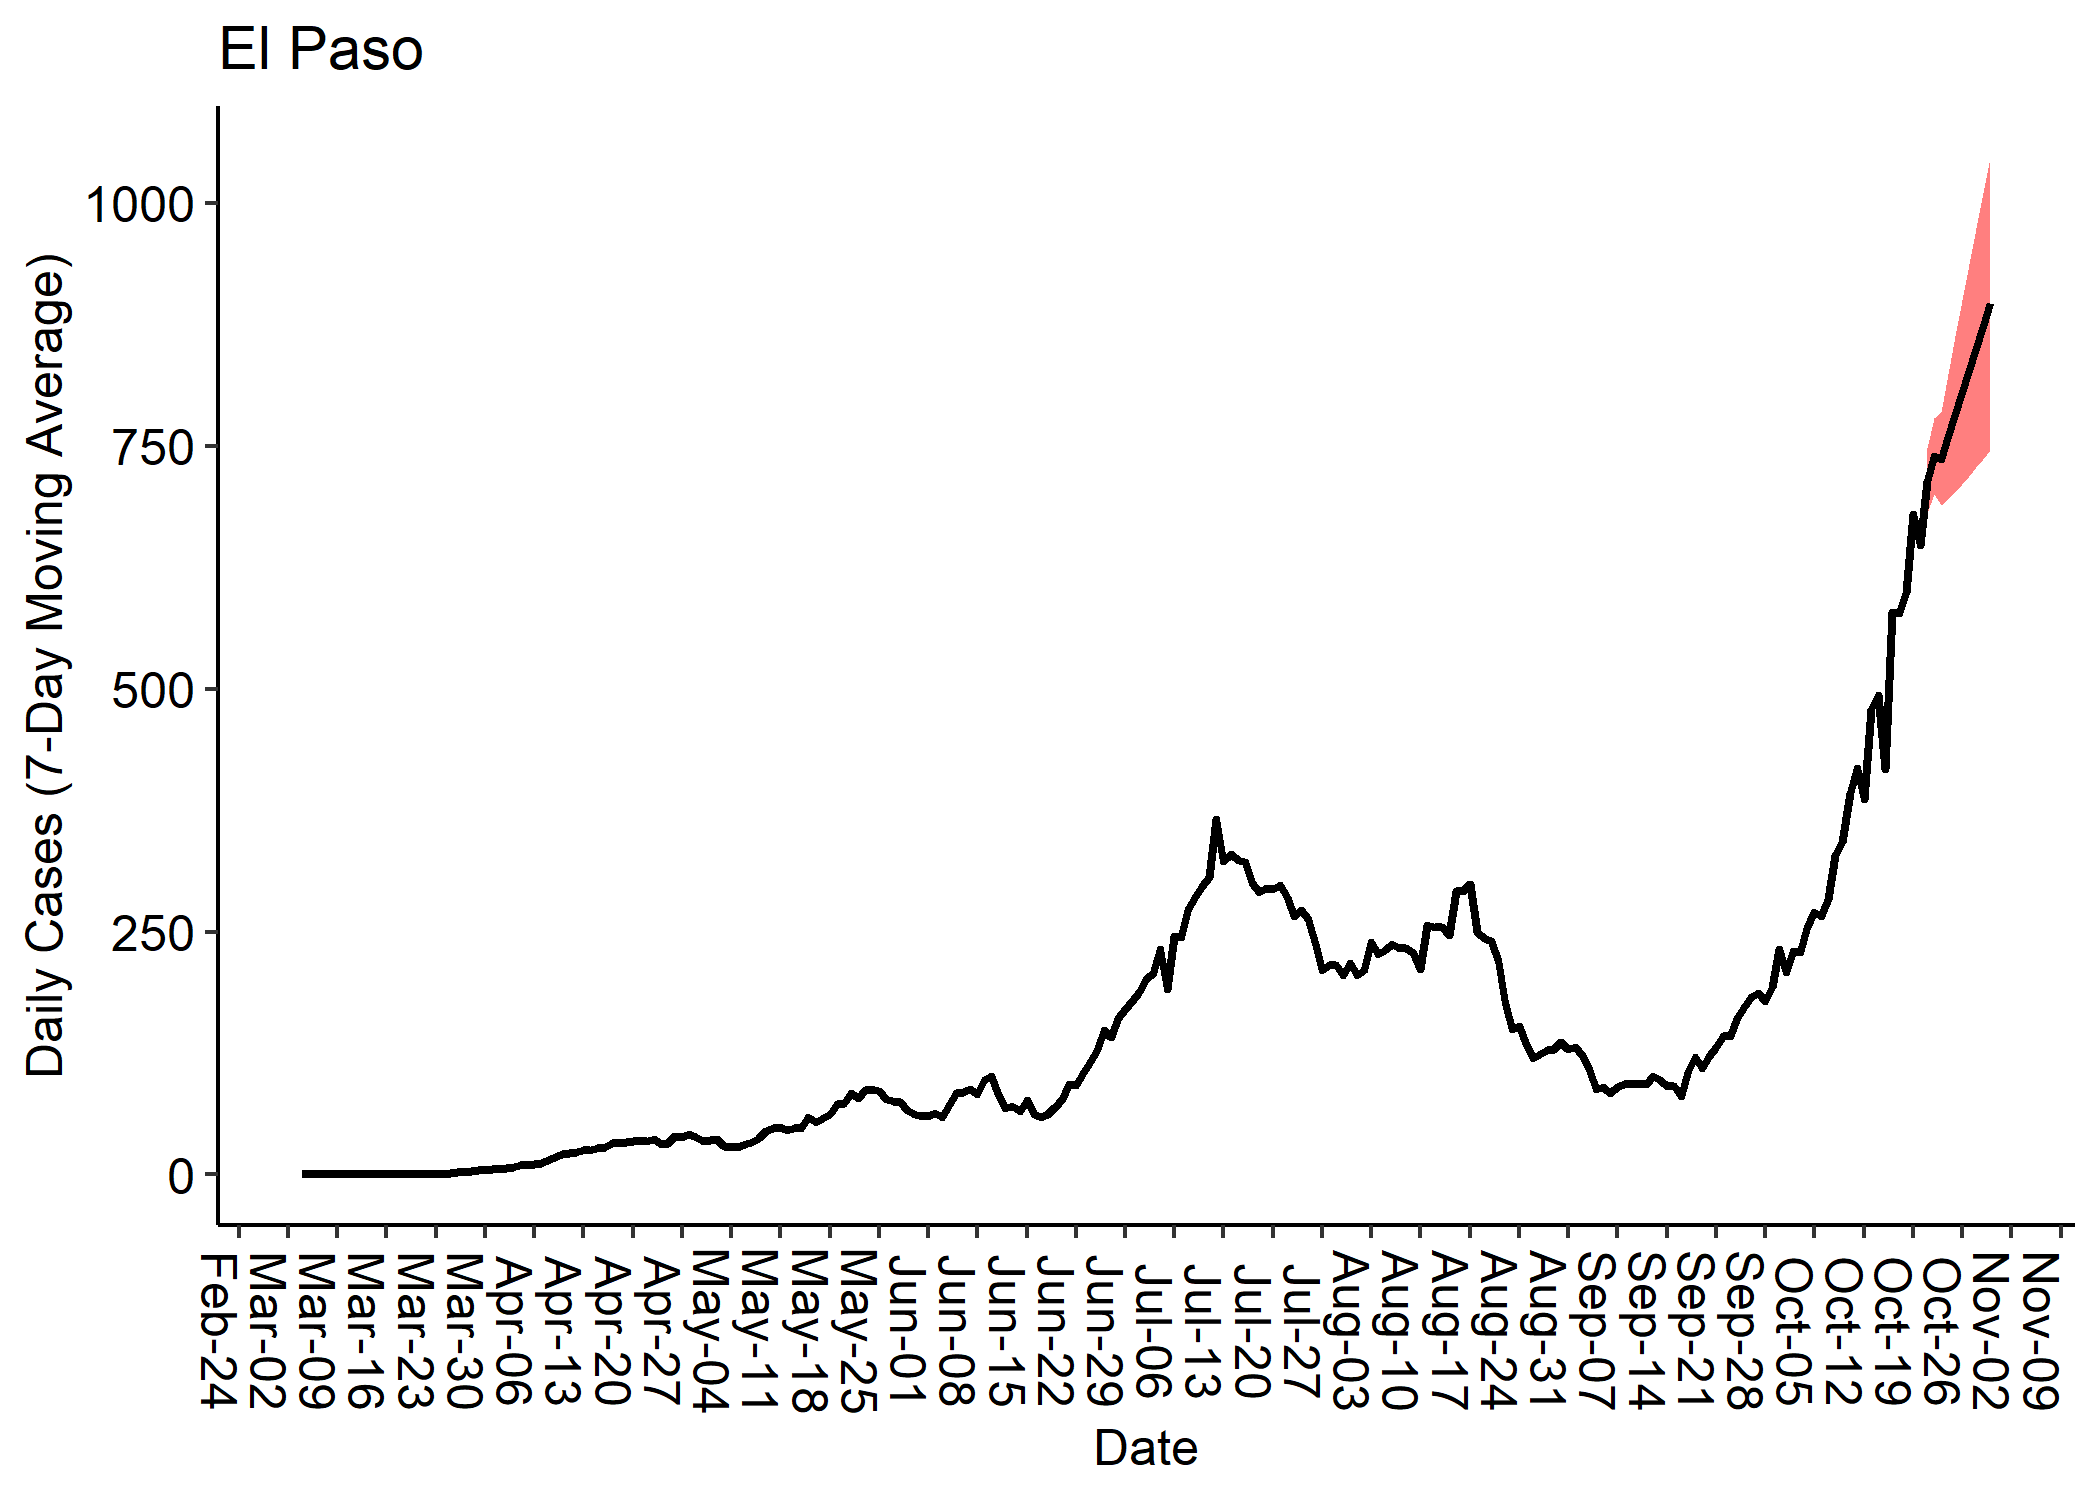 El Paso
Daily Cases (7-Day Moving Average)
1000
750
500
250
0
Feb-24
Mar-02
Mar-09
Mar-16
Mar-23
Mar-30
Apr-06
Apr-13
Apr-20
Apr-27
May-04
May-11
May-18
May-25
Jun-01
Jun-08
Jun-15
Jun-22
Jun-29
Jul-06
Jul-13
Jul-20
Jul-27
Aug-03
Aug-10
Aug-17
Aug-24
Aug-31
Sep-07
Sep-14
Sep-21
Sep-28
Oct-05
Oct-12
Oct-19
Oct-26
Nov-02
Nov-09
Date